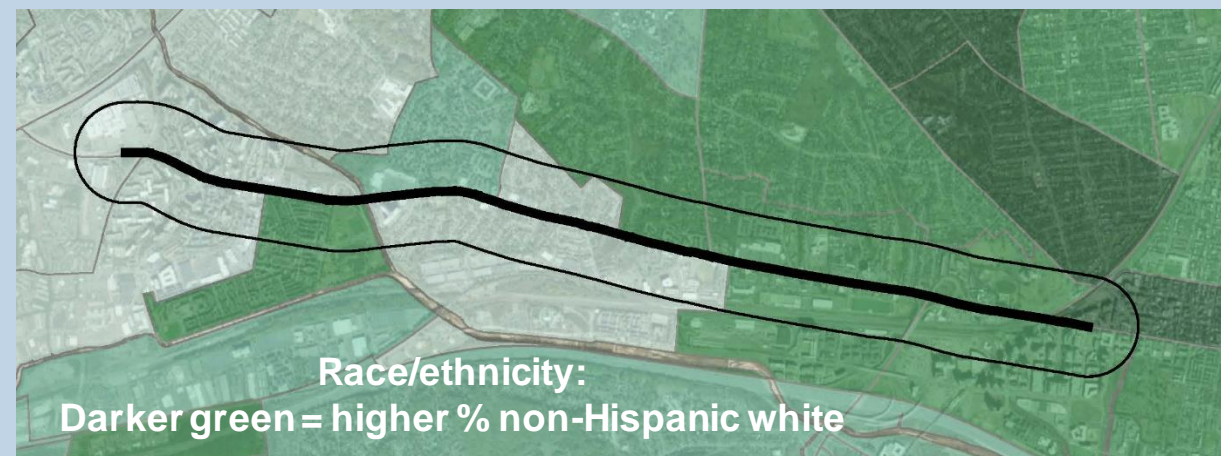 Race/ethnicity:
Darker green = higher % non-Hispanic white